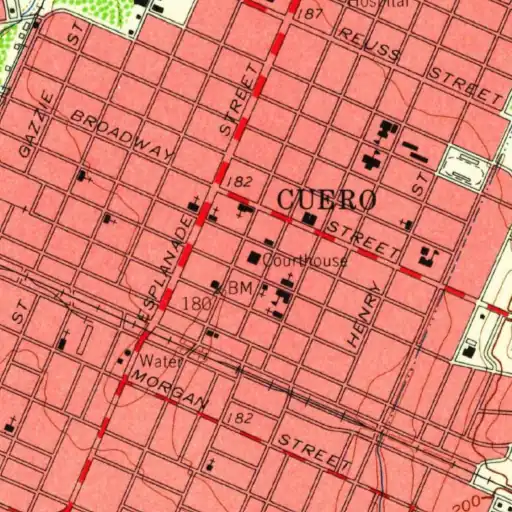 Hospital
187
REUSS STREET
ST
GAZZIE
BROADWAY
STREET
182
CUERO
ST
STREET
ESPLANADE
Courthouse
BM
180
HENRY
ST
Water
MORGAN
182
STREET
200